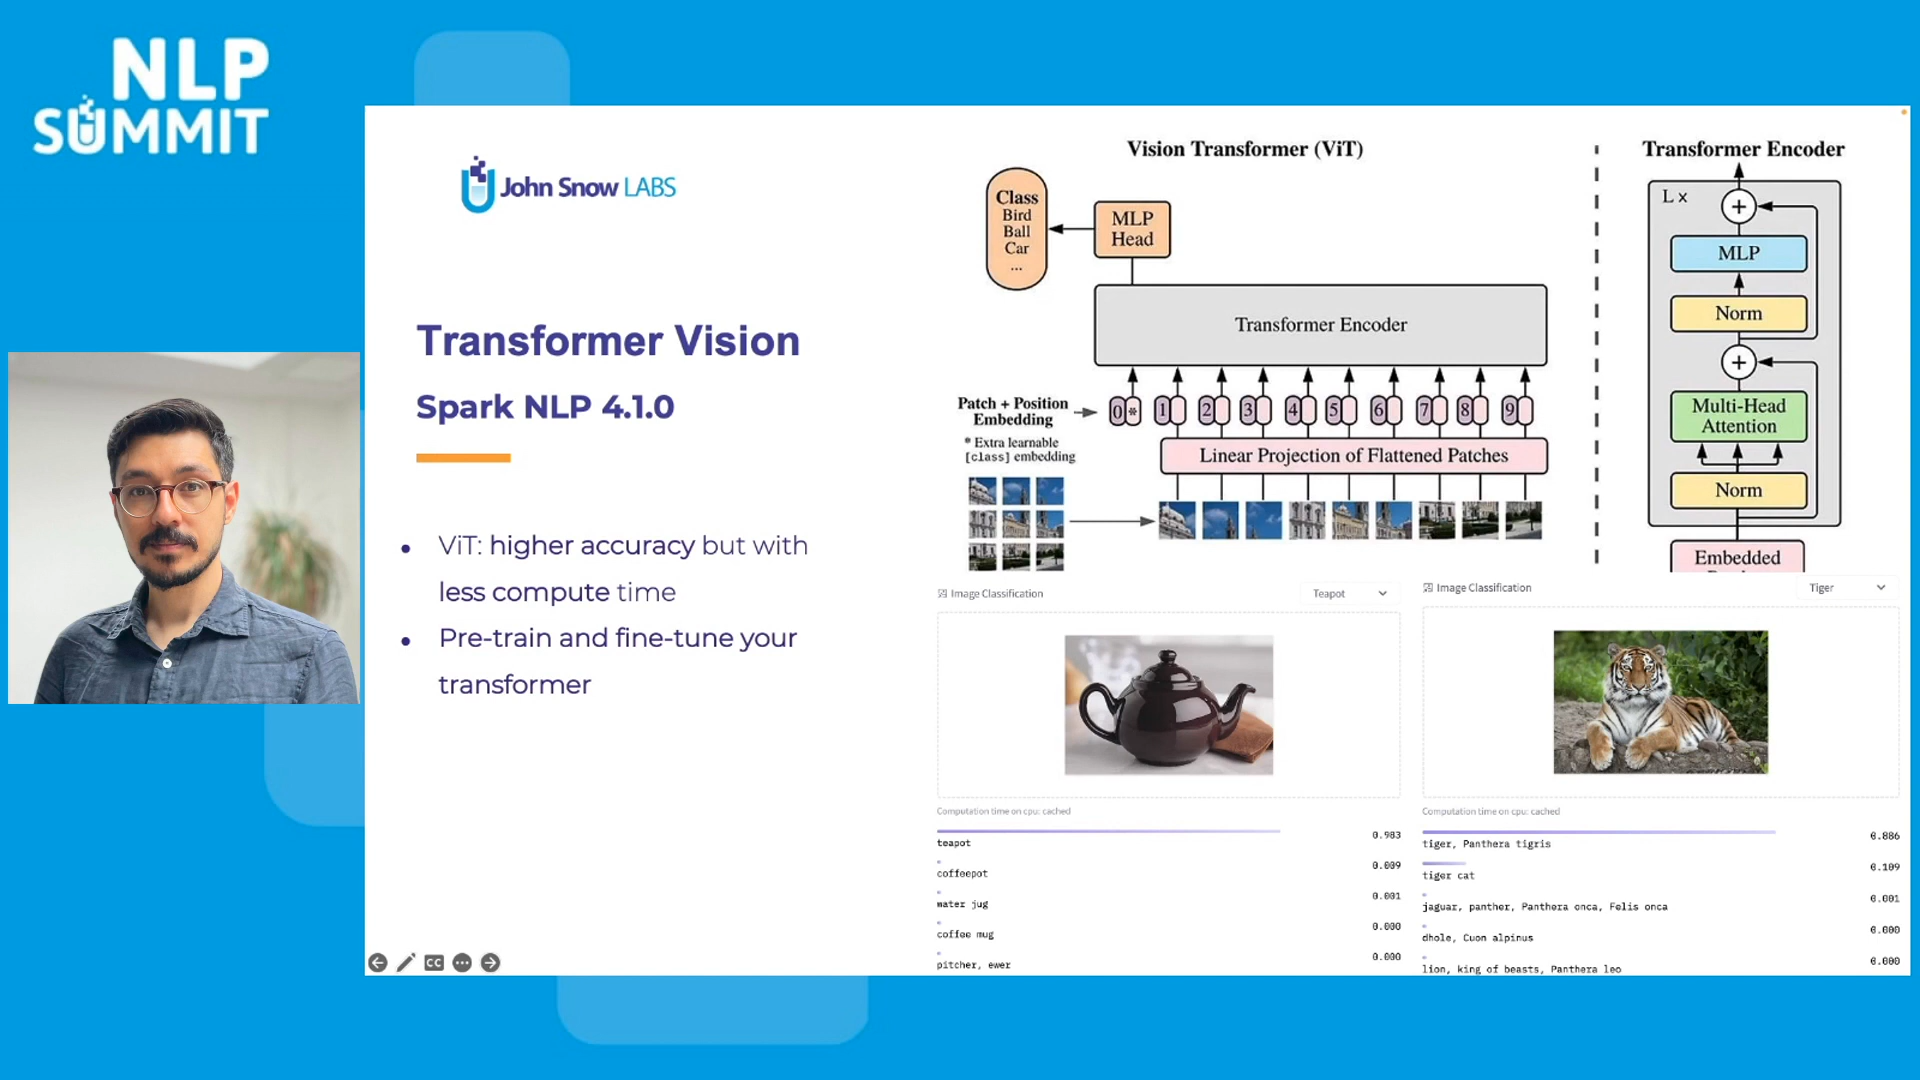 NLP
SUMMIT
John Snow LABS
Transformer Vision
Spark NLP 4.1.0
• ViT: higher accuracy but with
less compute time
• Pre-train and fine-tune your
transformer
Vision Transformer (ViT)
Class
Bird
Ball
Car
...
MLP
Head
Transformer Encoder
Patch + Position
Embedding
* Extra learnable
[class] embedding
0 * 1 2 3 4 5 6 7 8 9
Linear Projection of Flattened Patches
Transformer Encoder
L x
+
MLP
Norm
+
Multi-Head
Attention
Norm
Embedded
Image Classification
Teapot
Computation time on cpu: cached
teapot 0.983
coffeepot 0.009
water jug 0.001
coffee mug 0.000
pitcher, ewer 0.000
Image Classification
Tiger
Computation time on cpu: cached
tiger, Panthera tigris 0.886
tiger cat 0.109
jaguar, panther, Panthera onca, Felis onca 0.001
dhole, Cuon alpinus 0.000
lion, king of beasts, Panthera leo 0.000
CC